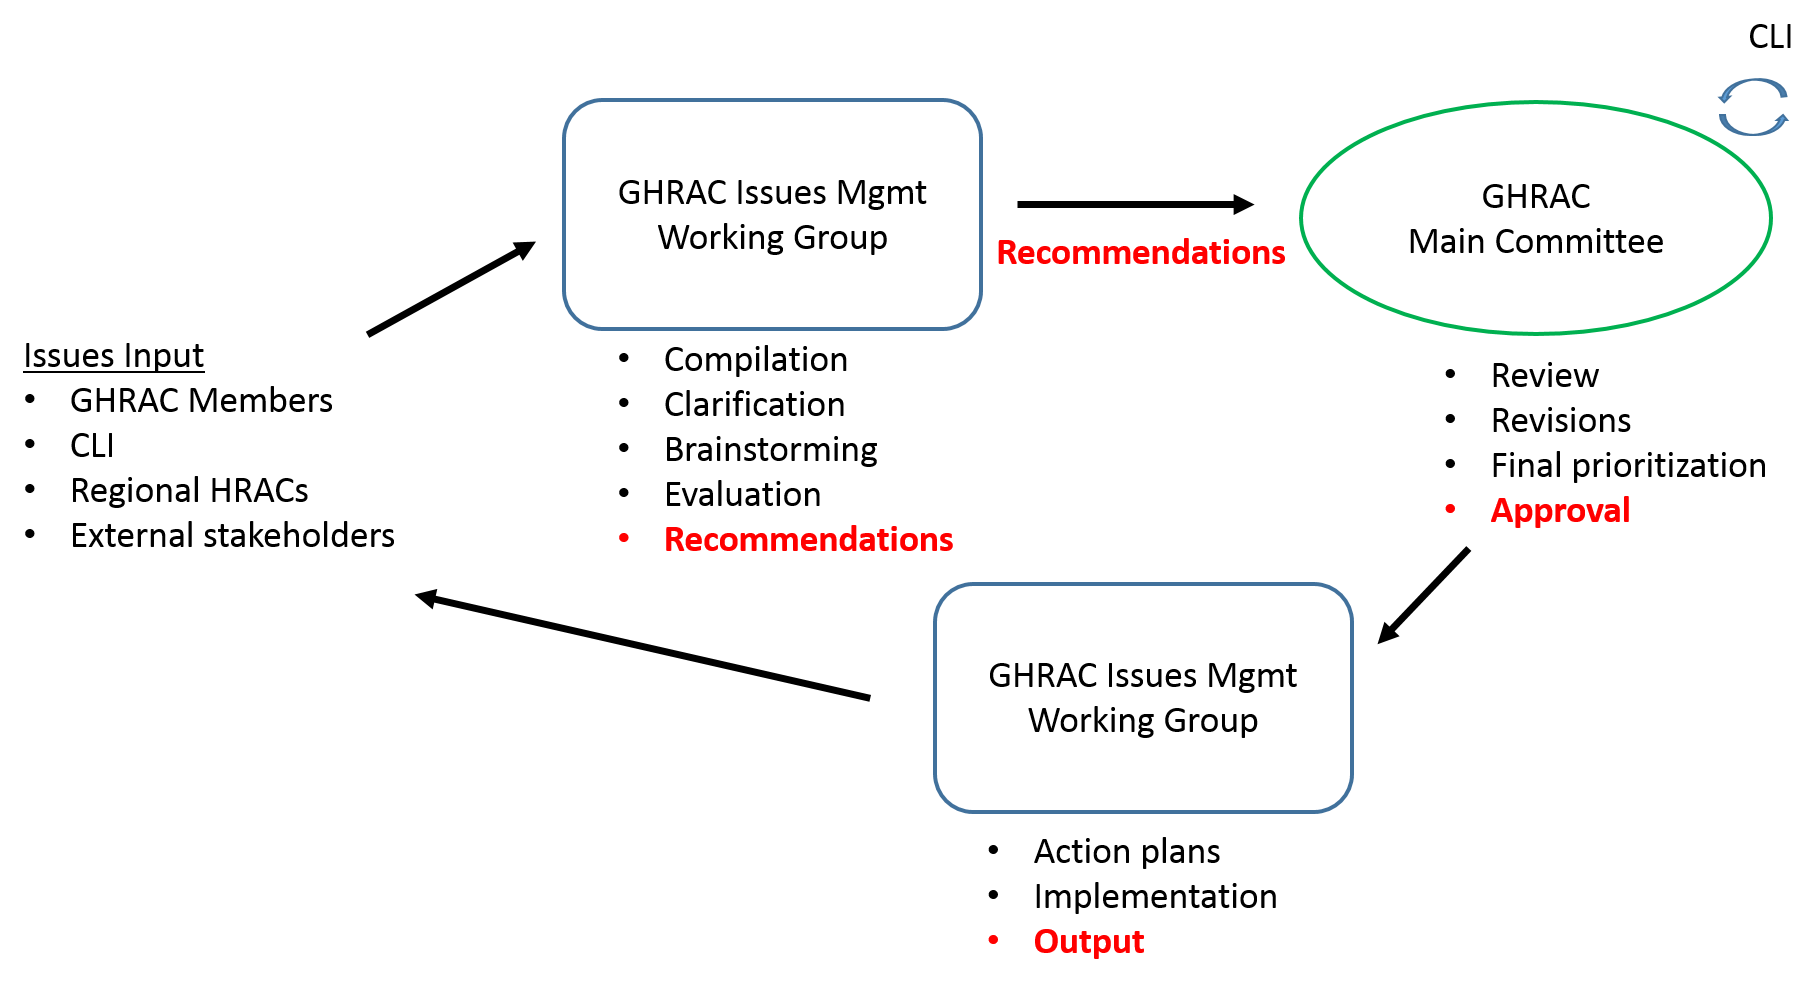 CLI
GHRAC Issues Mgmt
Working Group
Recommendations
GHRAC
Main Committee
Issues Input
• GHRAC Members
• CLI
• Regional HRACs
• External stakeholders
• Compilation
• Clarification
• Brainstorming
• Evaluation
• Recommendations
• Review
• Revisions
• Final prioritization
• Approval
GHRAC Issues Mgmt
Working Group
• Action plans
• Implementation
• Output